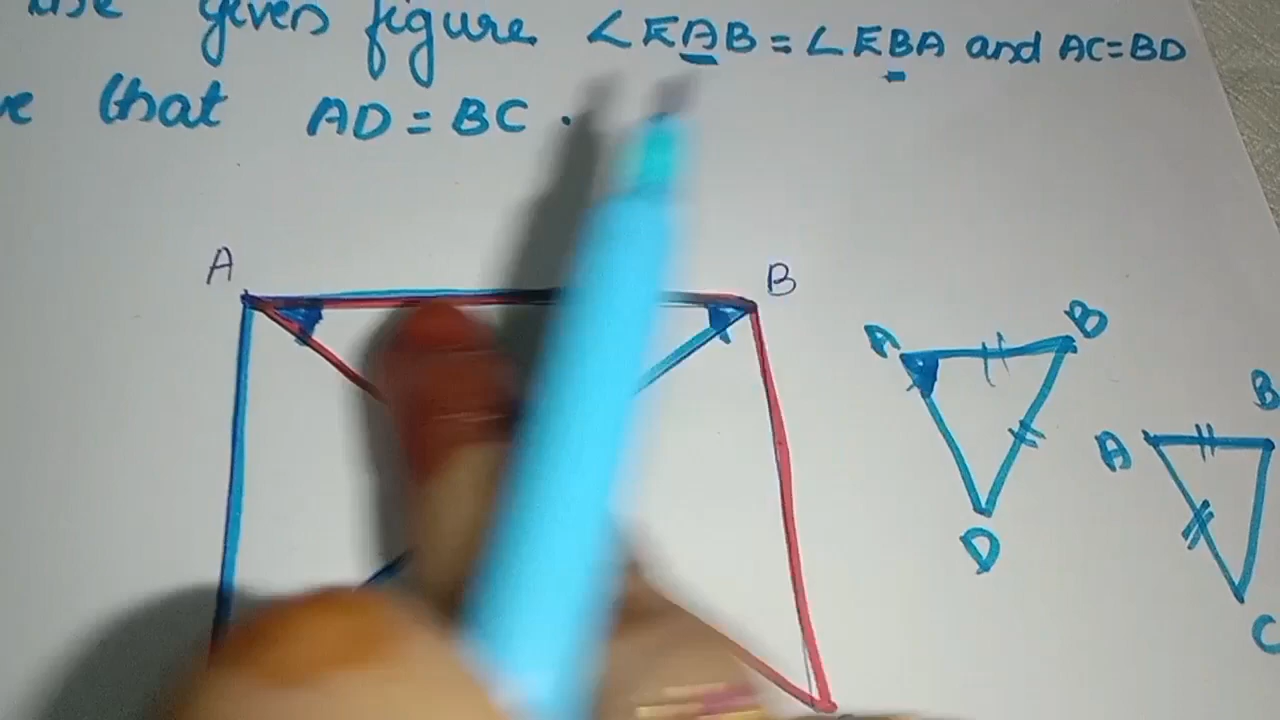 given figure ∠EAB = ∠EBA and AC=BD
that AD = BC .
A
B
A
B
D
A
B
C